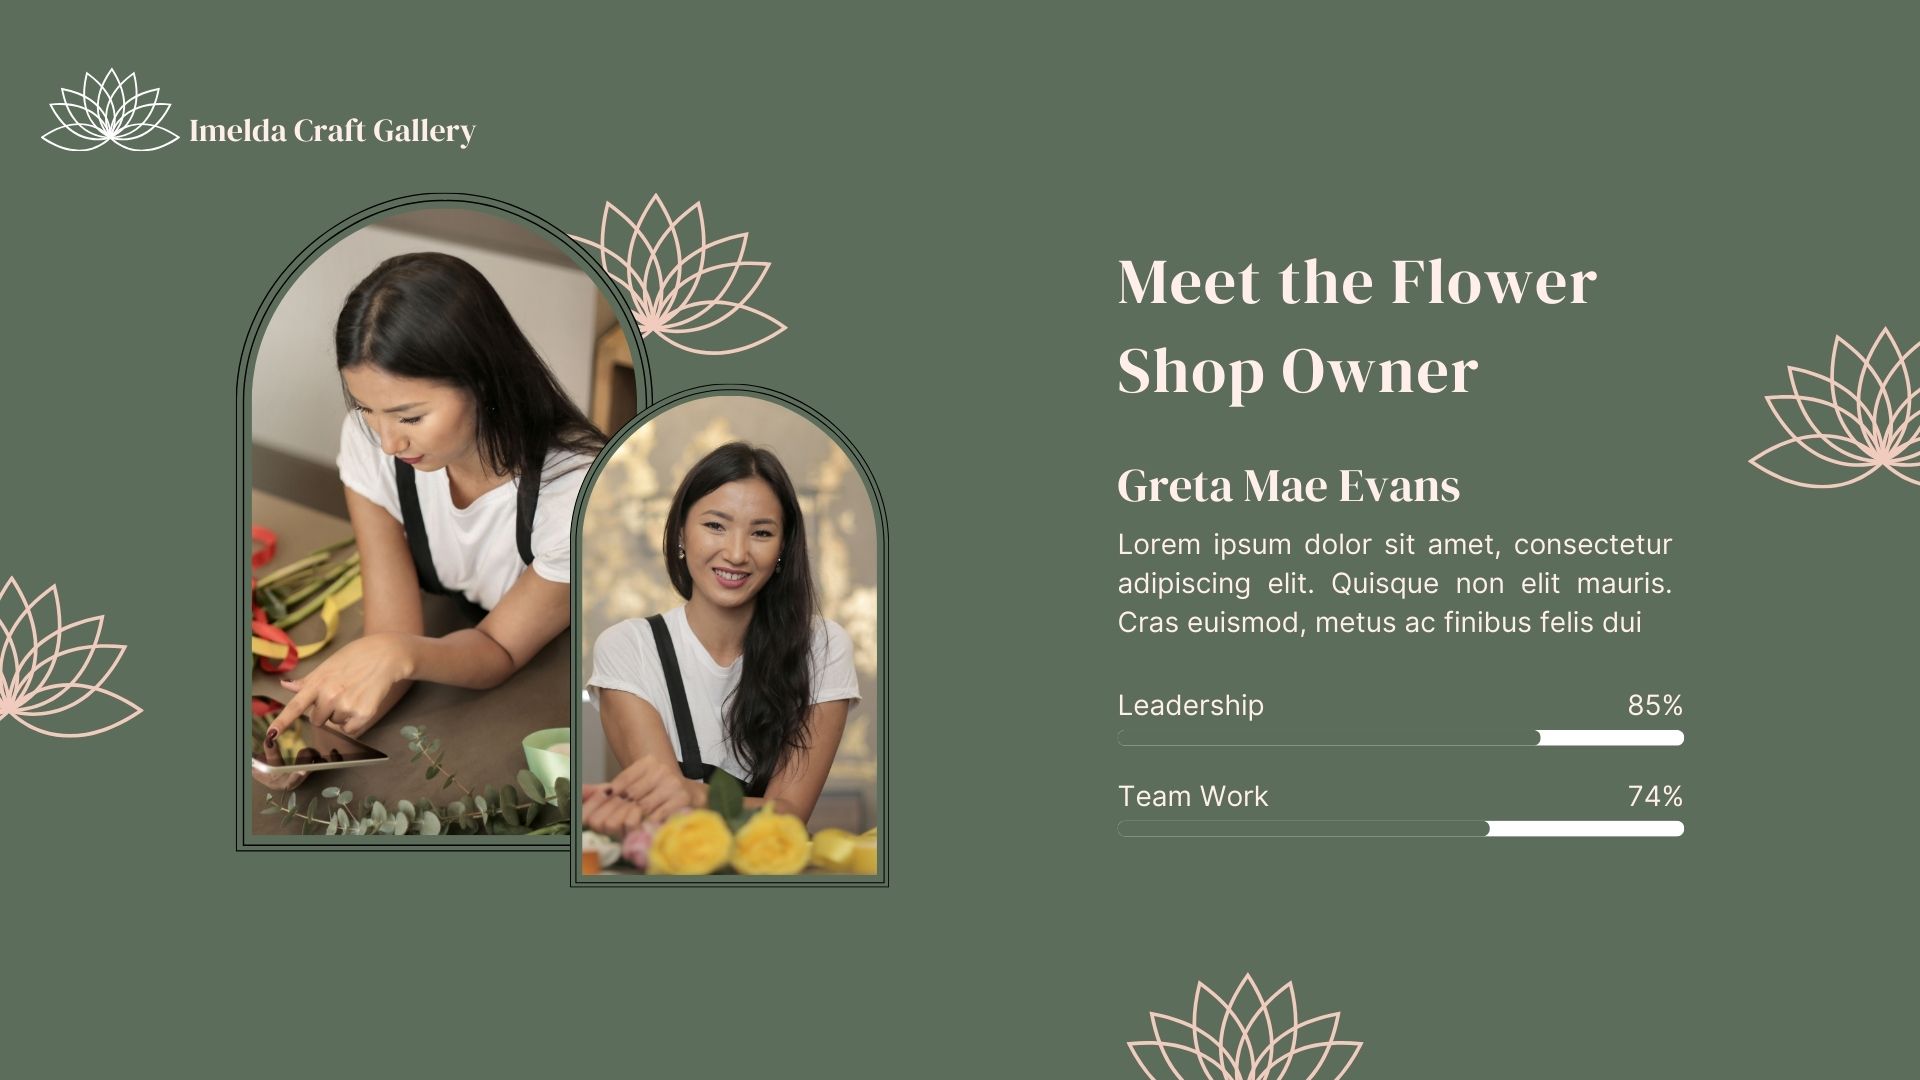 Imelda Craft Gallery
Meet the Flower
Shop Owner
Greta Mae Evans
Lorem ipsum dolor sit amet, consectetur
adipiscing elit. Quisque non elit mauris.
Cras euismod, metus ac finibus felis dui
Leadership 85%
Team Work 74%